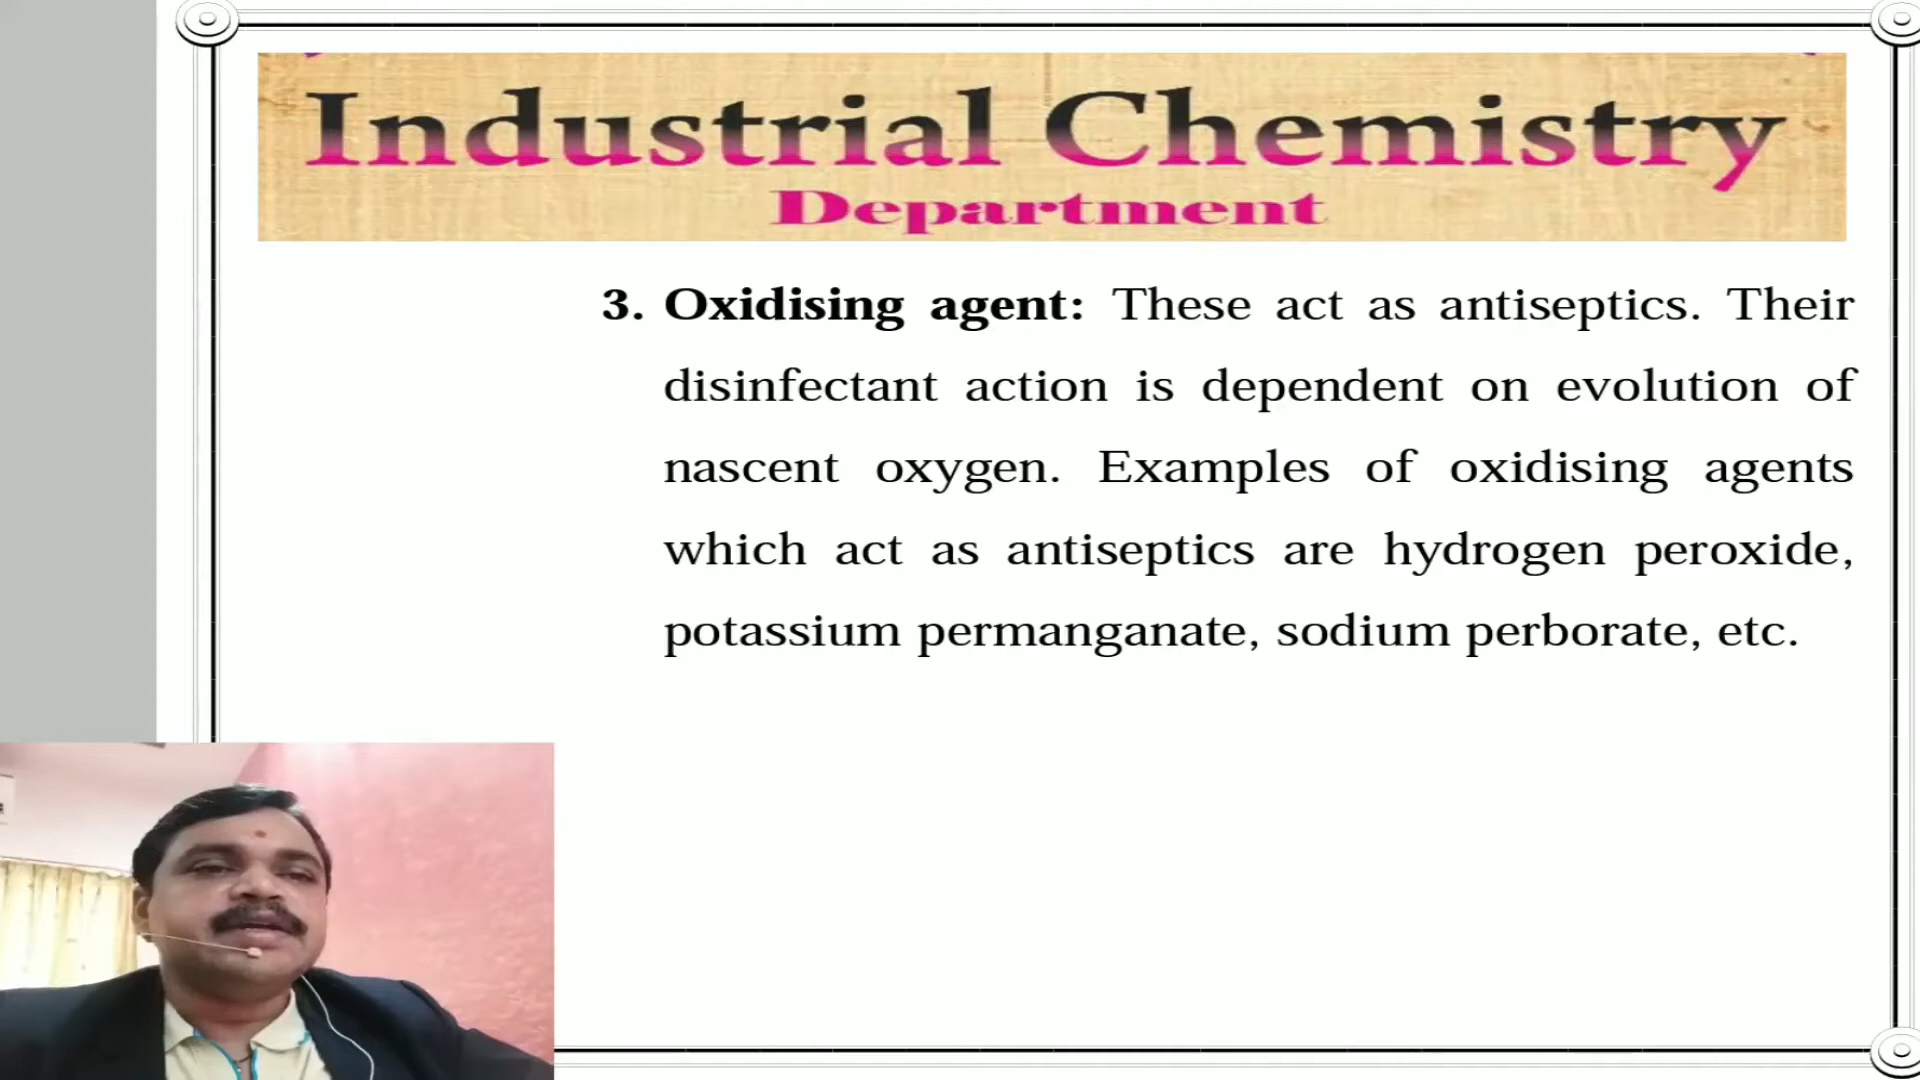 Industrial Chemistry
Department
3. Oxidising agent: These act as antiseptics. Their
disinfectant action is dependent on evolution of
nascent oxygen. Examples of oxidising agents
which act as antiseptics are hydrogen peroxide,
potassium permanganate, sodium perborate, etc.